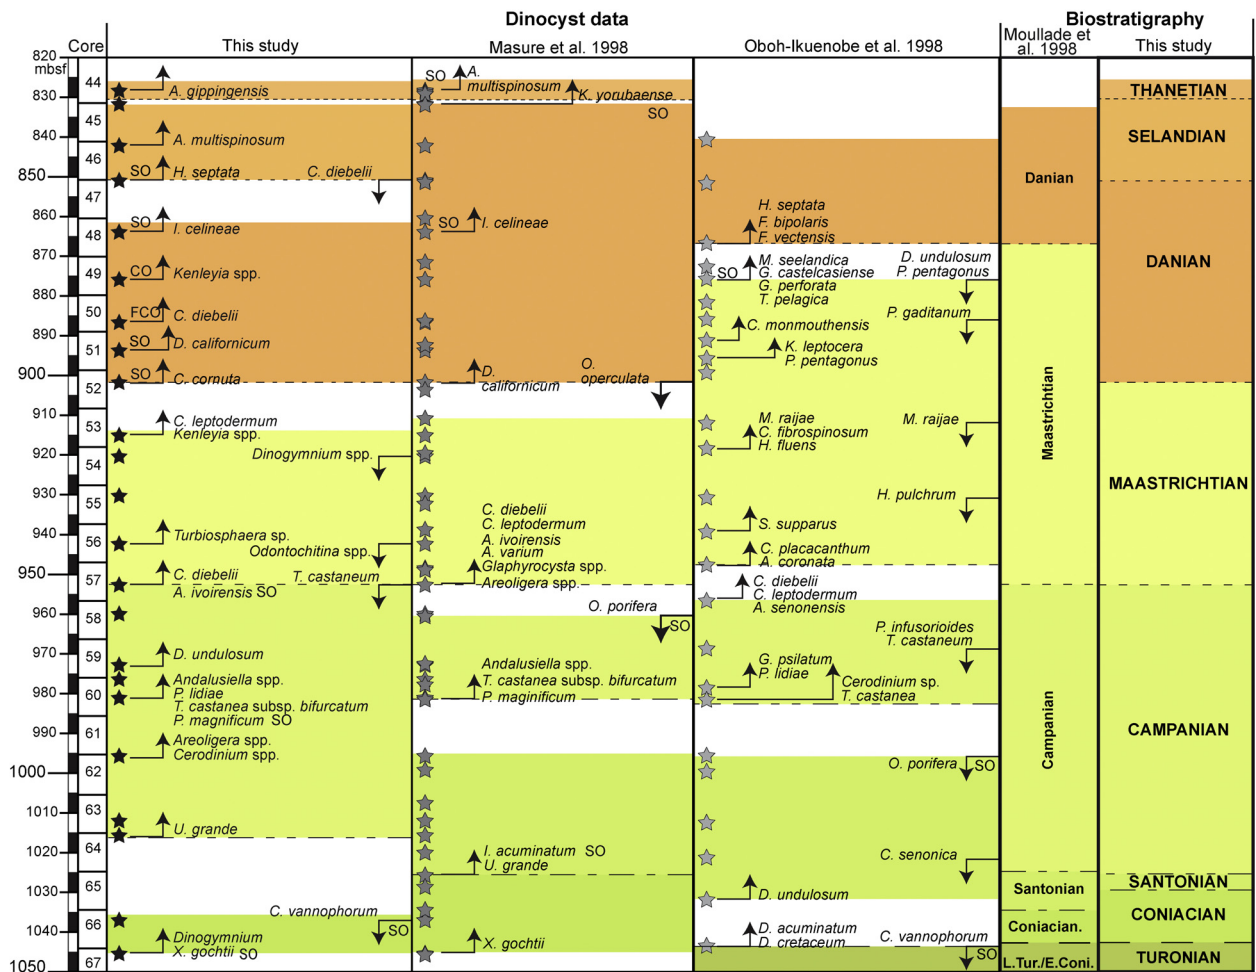 Dinocyst data
Biostratigraphy
Core
This study
Masure et al. 1998
Oboh-Ikuenobe et al. 1998
Moullade et
al. 1998
This study
820
mbsf
830
840
850
860
870
880
890
900
910
920
930
940
950
960
970
980
990
1000
1010
1020
1030
1040
1050
44
45
46
47
48
49
50
51
52
53
54
55
56
57
58
59
60
61
62
63
64
65
66
67
A. gippingensis
A. multispinosum
SO
H. septata
C. diebelii
SO
I. celineae
CO
Kenleyia spp.
FCO
C. diebelii
SO
D. californicum
SO
C. cornuta
C. leptodermum
Kenleyia spp.
Dinogymnium spp.
Turbiosphaera sp.
Odontochitina spp.
C. diebelii
T. castaneum
A. ivoirensis SO
D. undulosum
Andalusiella spp.
P. lidiae
T. castanea subsp. bifurcatum
P. magnificum SO
Areoligera spp.
Cerodinium spp.
U. grande
C. vannophorum
SO
Dinogymnium
X. gochtii SO
SO
A.
multispinosum
K. yorubaense
SO
SO
I. celineae
D.
californicum
O.
operculata
C. diebelii
C. leptodermum
A. ivoirensis
A. varium
Glaphyrocysta spp.
Areoligera spp.
O. porifera
SO
Andalusiella spp.
T. castanea subsp. bifurcatum
P. maginificum
I. acuminatum SO
U. grande
X. gochtii
H. septata
F. bipolaris
F. vectensis
SO
M. seelandica
G. castelcasiense
G. perforata
T. pelagica
D. undulosum
P. pentagonus
P. gaditanum
C. monmouthensis
K. leptocera
P. pentagonus
M. raijae
C. fibrospinosum
H. fluens
M. raijae
H. pulchrum
S. supparus
C. placacanthum
A. coronata
C. diebelii
C. leptodermum
A. senonensis
P. infusorioides
T. castaneum
G. psilatum
P. lidiae
Cerodinium sp.
T. castanea
O. porifera
SO
C. senonica
D. undulosum
D. acuminatum
D. cretaceum
C. vannophorum
SO
Danian
Maastrichtian
Campanian
Santonian
Coniacian.
L.Tur./E.Coni.
THANETIAN
SELANDIAN
DANIAN
MAASTRICHTIAN
CAMPANIAN
SANTONIAN
CONIACIAN
TURONIAN